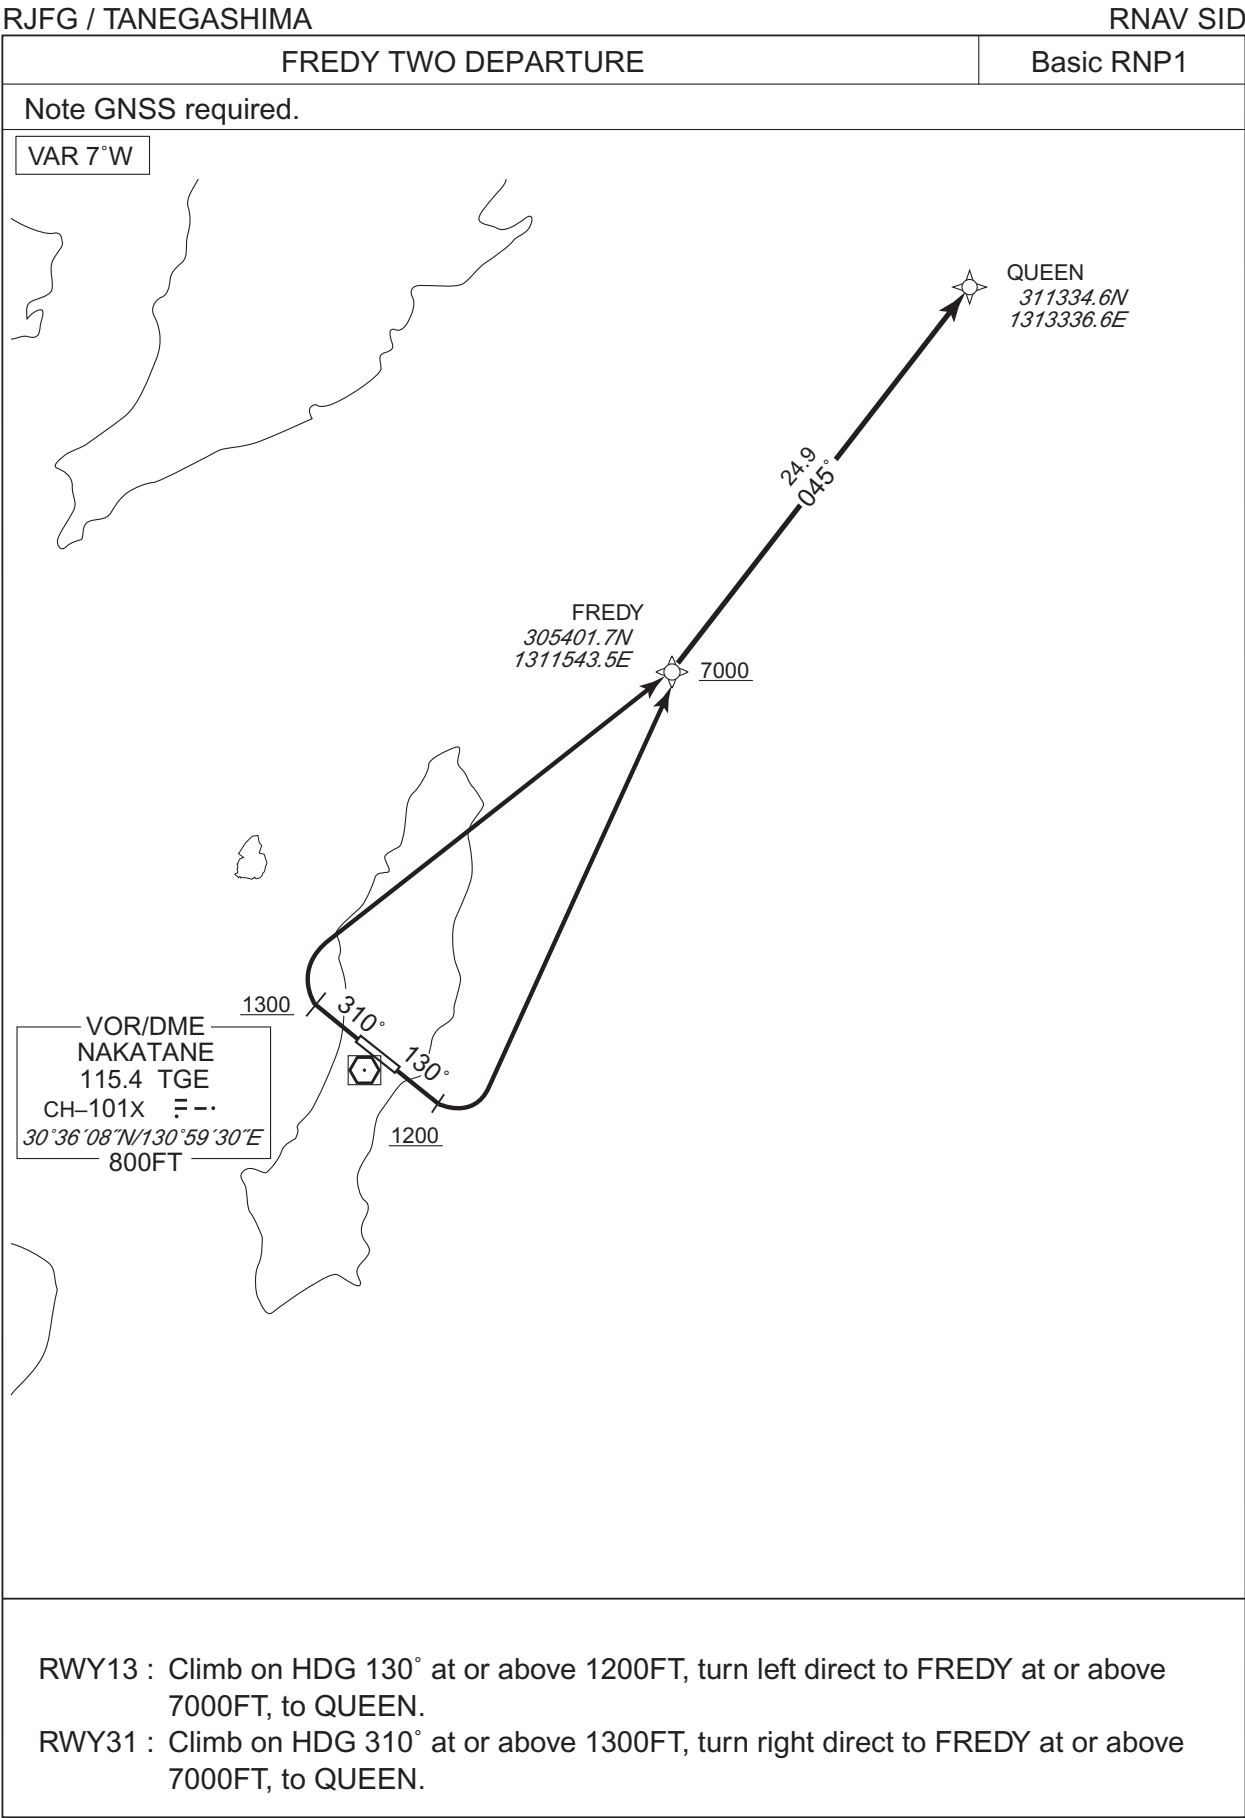 RJFG / TANEGASHIMA
RNAV SID
FREDY TWO DEPARTURE
Basic RNP1
Note GNSS required.
VAR 7˚W
QUEEN
311334.6N
1313336.6E
24.9
045˚
FREDY
305401.7N
1311543.5E
7000
1300
310˚
130˚
1200
VOR/DME
NAKATANE
115.4 TGE
CH–101X
30˚36´08˝N/130˚59´30˝E
800FT
RWY13 : Climb on HDG 130˚ at or above 1200FT, turn left direct to FREDY at or above
7000FT, to QUEEN.
RWY31 : Climb on HDG 310˚ at or above 1300FT, turn right direct to FREDY at or above
7000FT, to QUEEN.